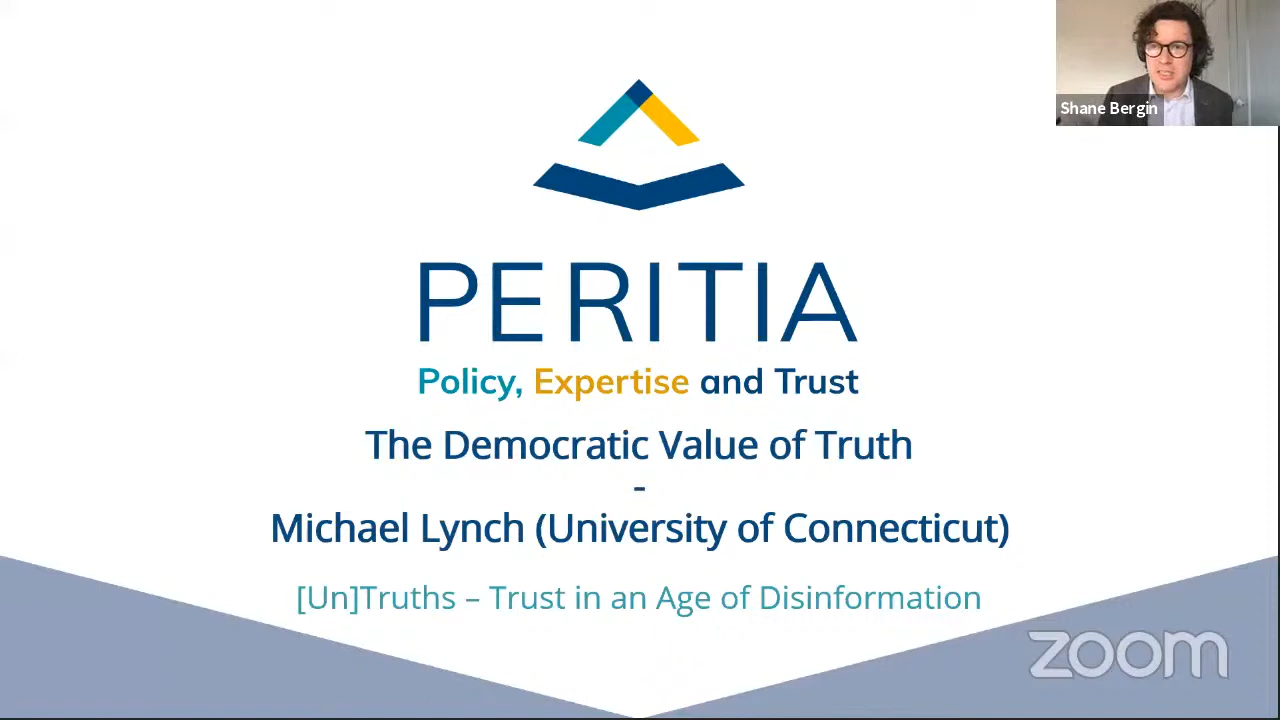 Shane Bergin
PERITIA
Policy, Expertise and Trust
The Democratic Value of Truth
-
Michael Lynch (University of Connecticut)
[Un]Truths – Trust in an Age of Disinformation
zoom